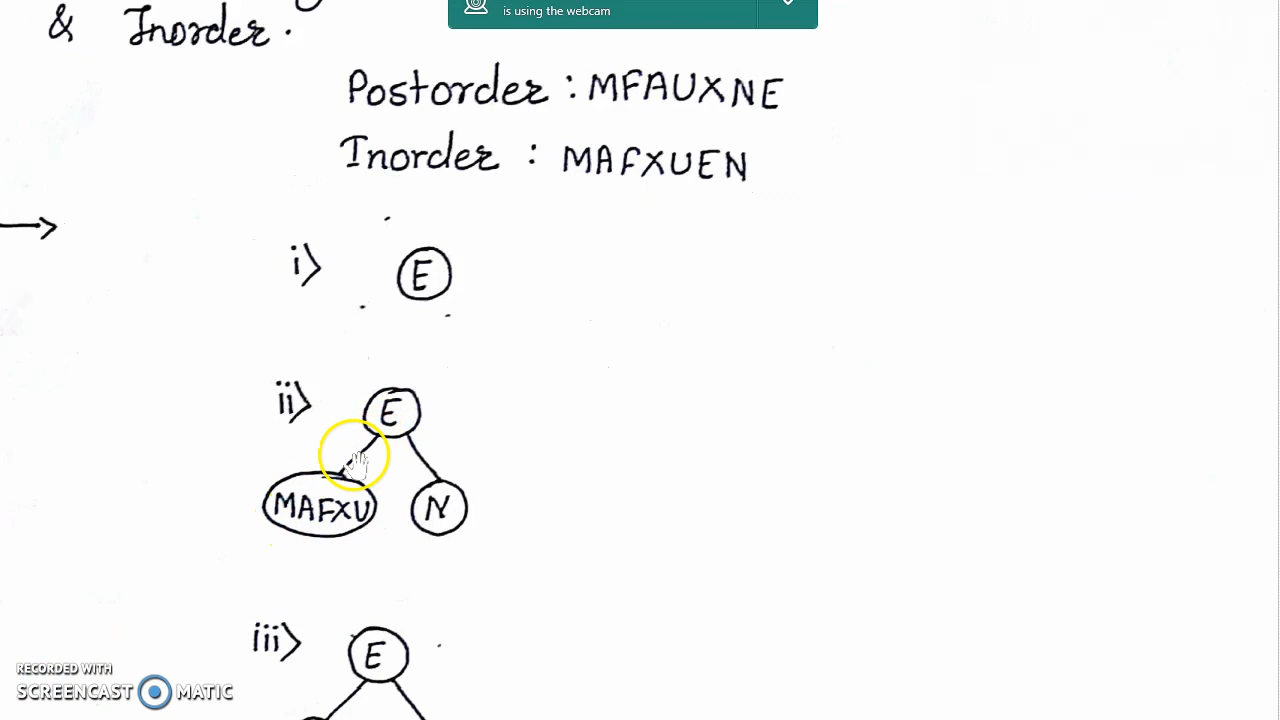 is using the webcam
& Inorder.
Postorder : MFAUXNE
Inorder : MAFXUEN
i) E
ii) E
MAFXU N
iii) E
RECORDED WITH
SCREENCAST MATIC